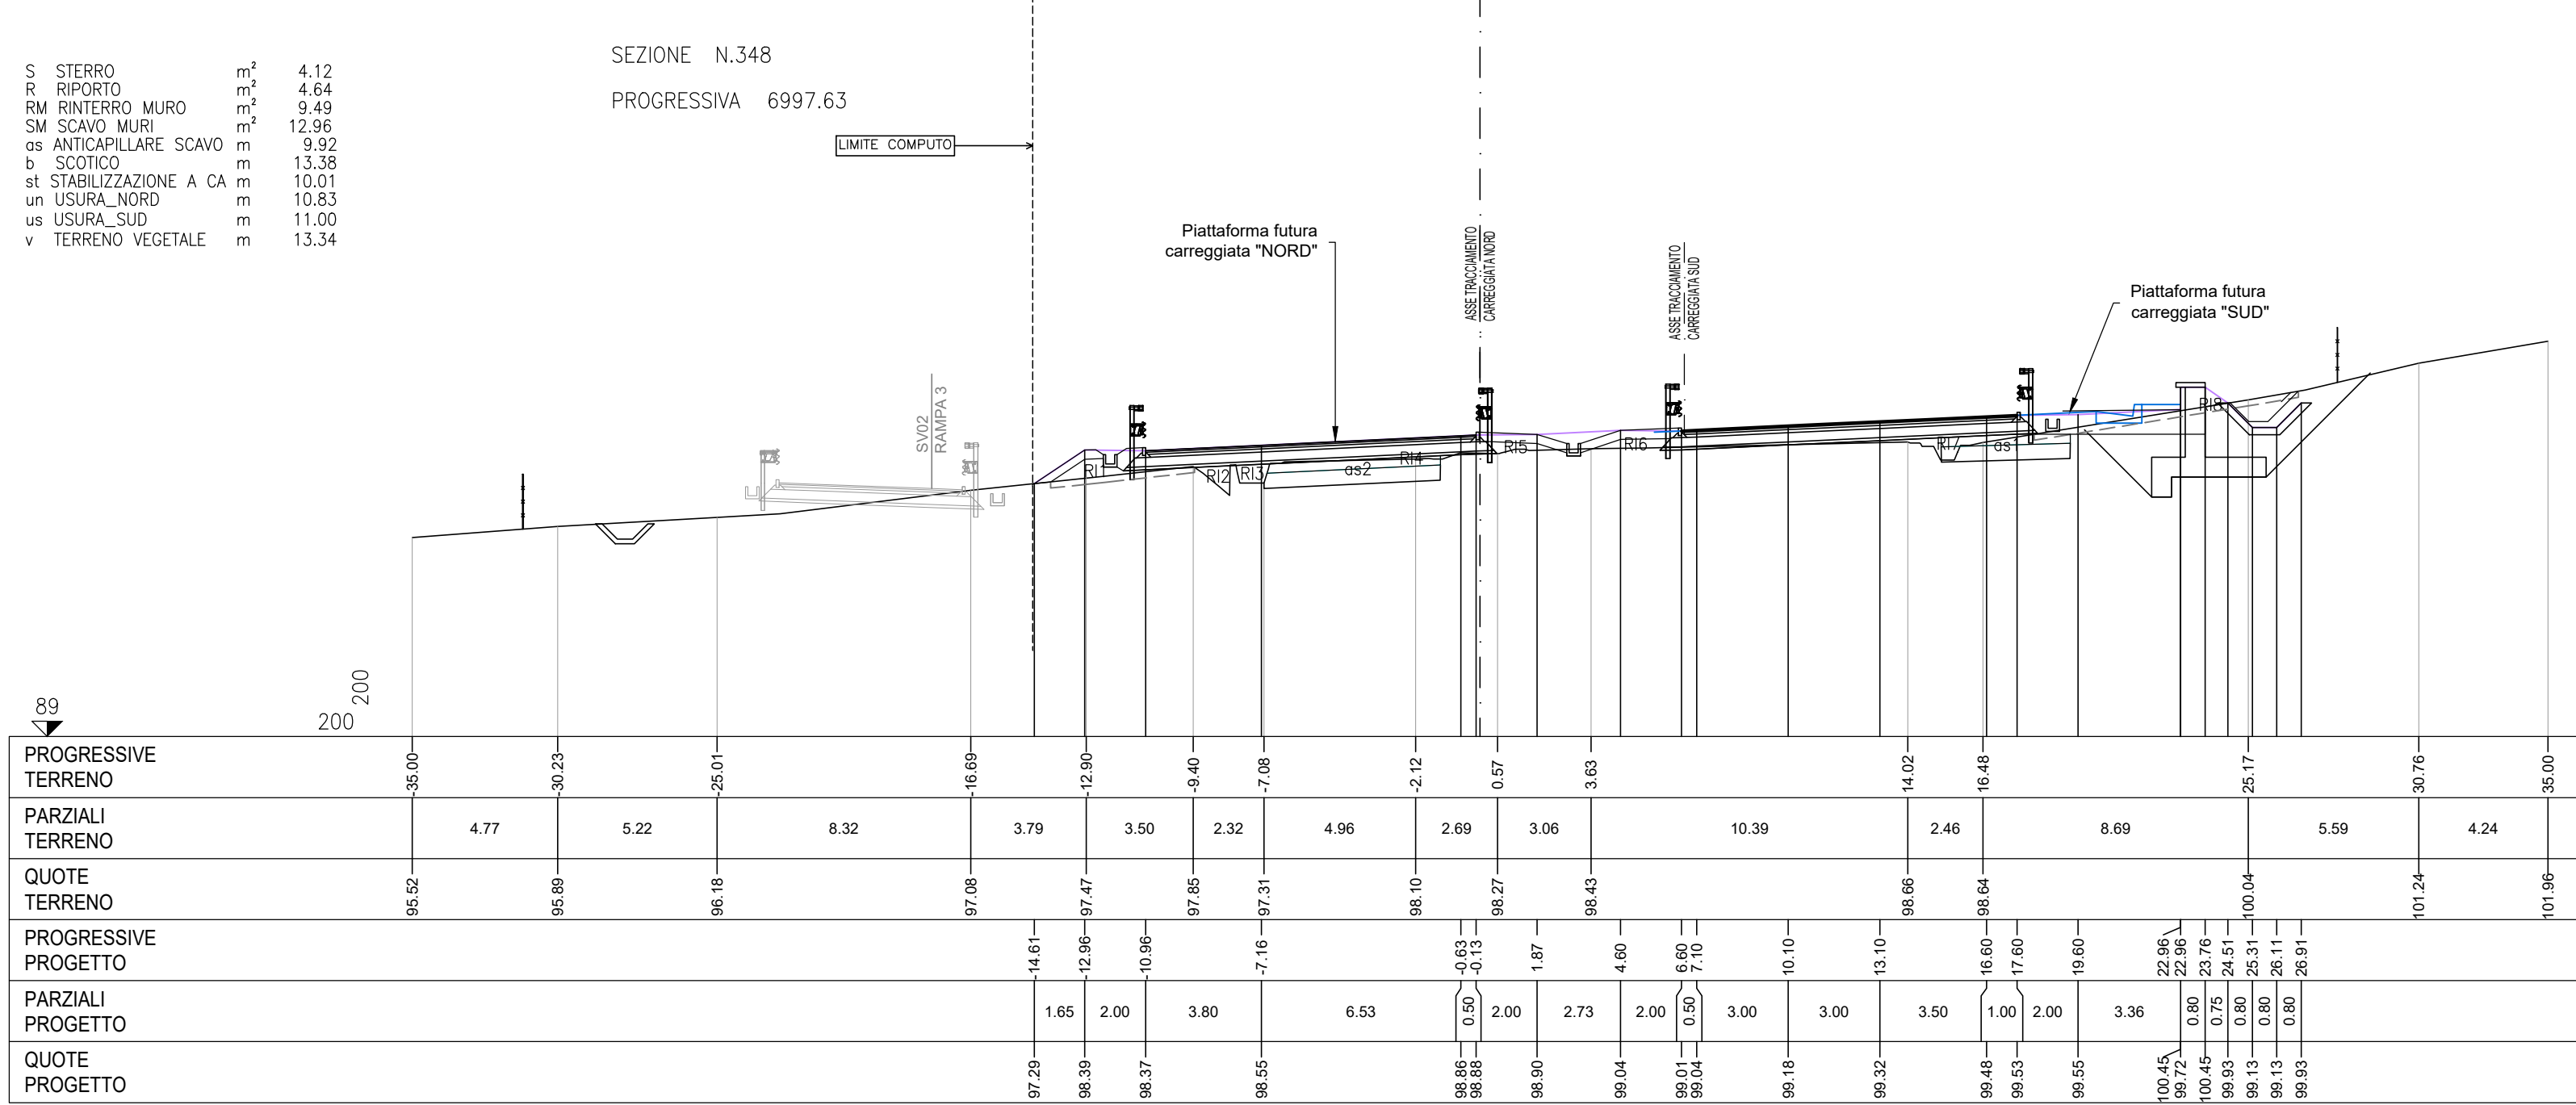 SEZIONE N.348
PROGRESSIVA 6997.63
S STERRO m² 4.12
R RIPORTO m² 4.64
RM RINTERRO MURO m² 9.49
SM SCAVO MURI m² 12.96
as ANTICAPILLARE SCAVO m 9.92
b SCOTICO m 13.38
st STABILIZZAZIONE A CA m 10.01
un USURA_NORD m 10.83
us USURA_SUD m 11.00
v TERRENO VEGETALE m 13.34
LIMITE COMPUTO
Piattaforma futura
carreggiata "NORD"
ASSE TRACCIAMENTO
CARREGGIATA NORD
ASSE TRACCIAMENTO
CARREGGIATA SUD
Piattaforma futura
carreggiata "SUD"
SV02
RAMPA 3
RI1
RI2
RI3
as2
RI4
RI5
RI6
RI7
as1
RI8
89
200
200
PROGRESSIVE
TERRENO
-35.00 -30.23 -25.01 -16.69 -12.90 -9.40 -7.08 -2.12 0.57 3.63 14.02 16.48 25.17 30.76 35.00
PARZIALI
TERRENO
4.77 5.22 8.32 3.79 3.50 2.32 4.96 2.69 3.06 10.39 2.46 8.69 5.59 4.24
QUOTE
TERRENO
95.52 95.89 96.18 97.08 97.47 97.85 97.31 98.10 98.27 98.43 98.66 98.64 100.04 101.24 101.96
PROGRESSIVE
PROGETTO
-14.61 -12.96 -10.96 -7.16 -0.63 -0.13 1.87 4.60 6.60 7.10 10.10 13.10 16.60 17.60 19.60 22.96 22.96 23.76 24.51 25.31 26.11 26.91
PARZIALI
PROGETTO
1.65 2.00 3.80 6.53 0.50 2.00 2.73 2.00 0.50 3.00 3.00 3.50 1.00 2.00 3.36 0.80 0.75 0.80 0.80 0.80
QUOTE
PROGETTO
97.29 98.39 98.37 98.55 98.86 98.88 98.90 99.04 99.01 99.04 99.18 99.32 99.48 99.53 99.55 100.45 99.72 100.45 99.93 99.13 99.13 99.93